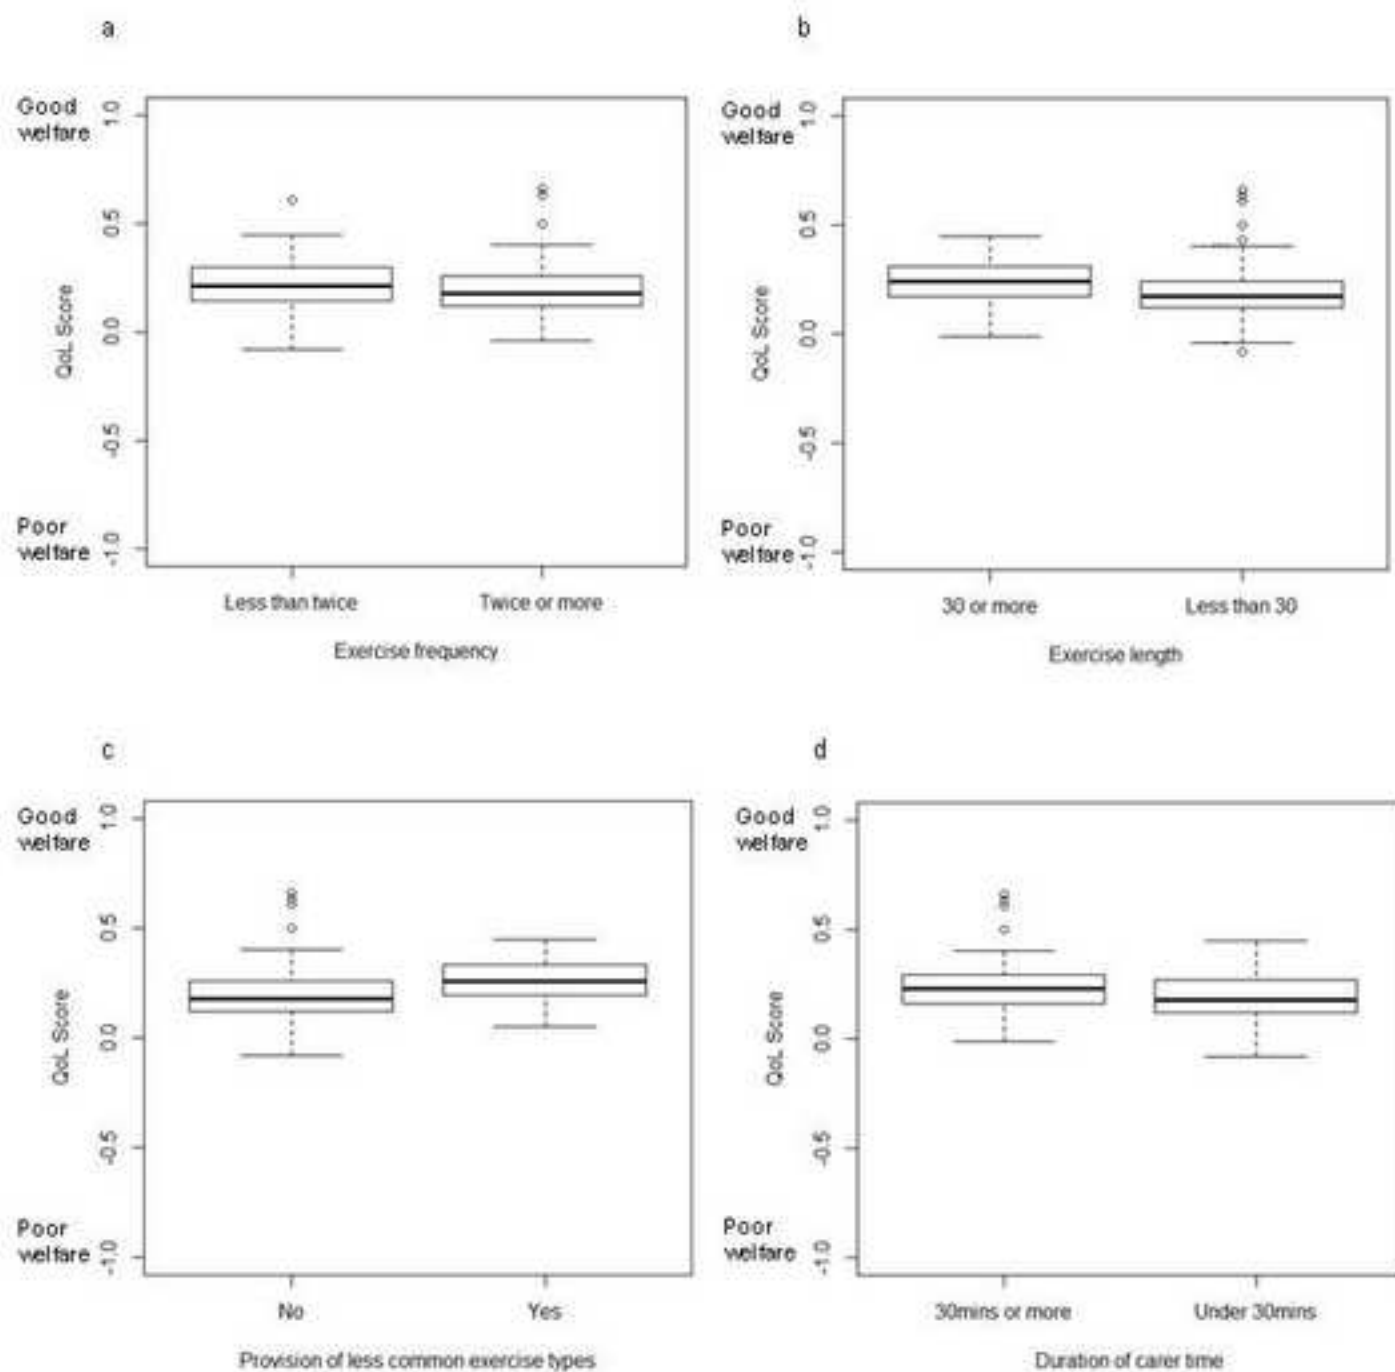 a
Good
welfare
1.0
0.5
QoL Score
0.0
-0.5
Poor
welfare
-1.0
Less than twice
Twice or more
Exercise frequency
b
Good
welfare
1.0
0.5
QoL Score
0.0
-0.5
Poor
welfare
-1.0
30 or more
Less than 30
Exercise length
c
Good
welfare
1.0
0.5
QoL Score
0.0
-0.5
Poor
welfare
-1.0
No
Yes
Provision of less common exercise types
d
Good
welfare
1.0
0.5
QoL Score
0.0
-0.5
Poor
welfare
-1.0
30mins or more
Under 30mins
Duration of carer time